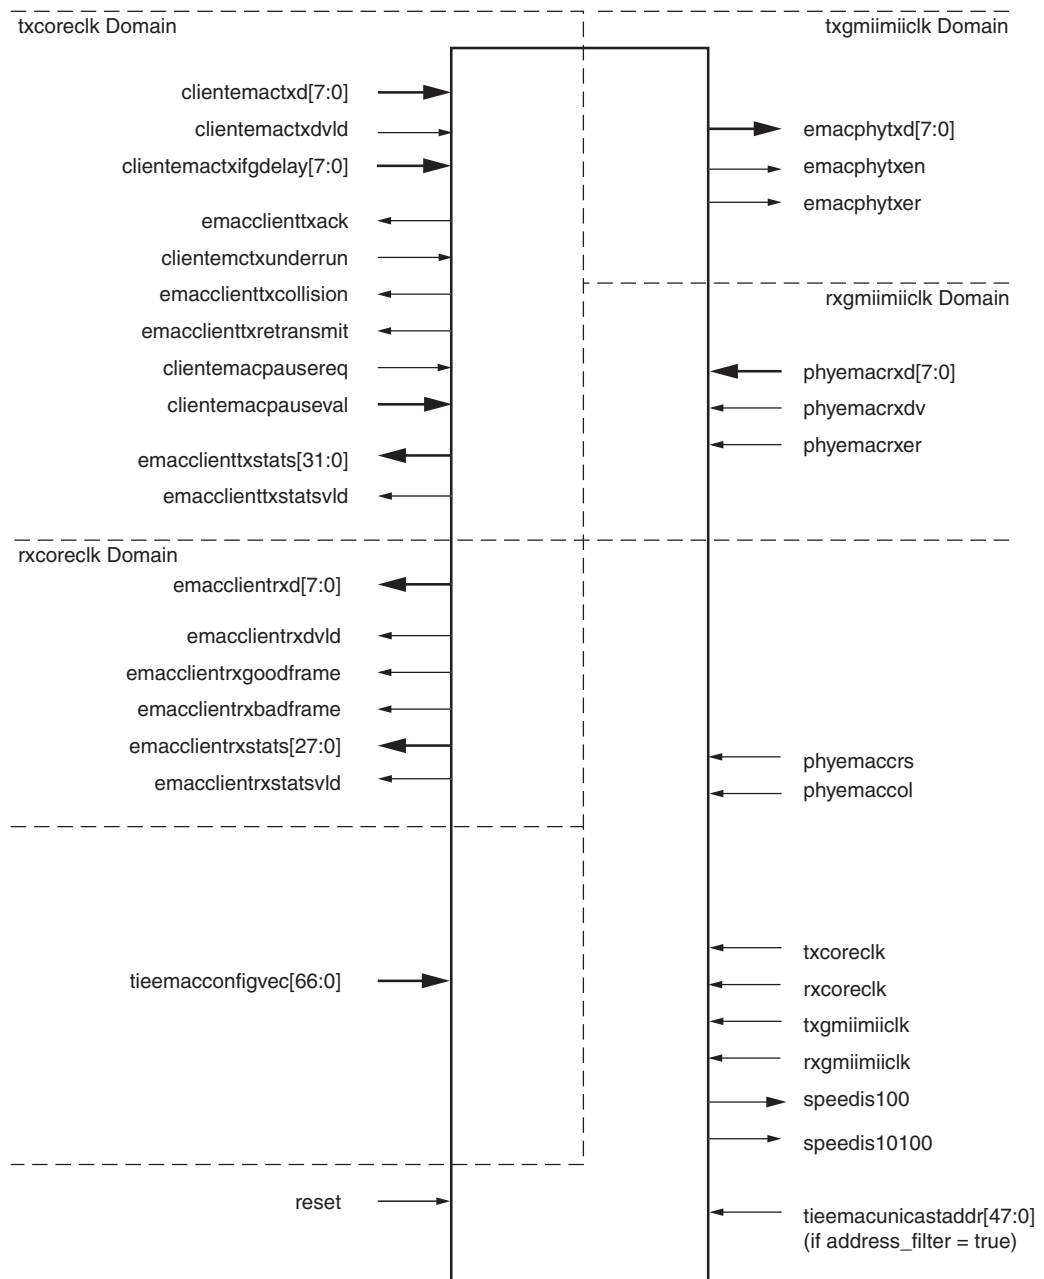 txcoreclk Domain
clientemactxd[7:0]
clientemactxdvld
clientemactxifgdelay[7:0]
emacclienttxack
clientemctxunderrun
emacclienttxcollision
emacclienttxretransmit
clientemacpausereq
clientemacpauseval
emacclienttxstats[31:0]
emacclienttxstatsvld
rxcoreclk Domain
emacclientrxd[7:0]
emacclientrxdvld
emacclientrxgoodframe
emacclientrxbadframe
emacclientrxstats[27:0]
emacclientrxstatsvld
tieemacconfigvec[66:0]
reset
txgmiimiiclk Domain
emacphytxd[7:0]
emacphytxen
emacphytxer
rxgmiimiiclk Domain
phyemacrxd[7:0]
phyemacrxdv
phyemacrxer
phyemaccrs
phyemaccol
txcoreclk
rxcoreclk
txgmiimiiclk
rxgmiimiiclk
speedis100
speedis10100
tieemacunicastaddr[47:0]
(if address_filter = true)